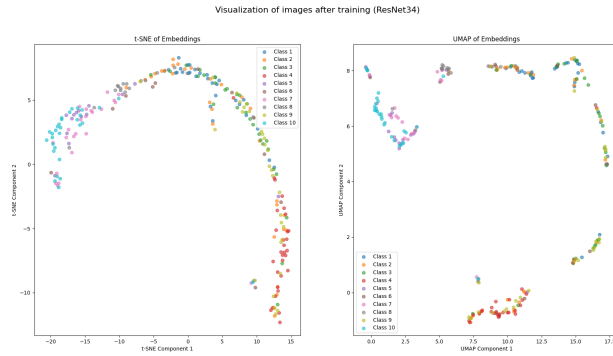 Visualization of images after training (ResNet34)
t-SNE of Embeddings
Class 1
Class 2
Class 3
Class 4
Class 5
Class 6
Class 7
Class 8
Class 9
Class 10
t-SNE Component 2
5
0
−5
−10
−20
−15
−10
−5
0
5
10
15
t-SNE Component 1
UMAP of Embeddings
UMAP Component 2
8
6
4
2
0
Class 1
Class 2
Class 3
Class 4
Class 5
Class 6
Class 7
Class 8
Class 9
Class 10
0.0
2.5
5.0
7.5
10.0
12.5
15.0
17.5
UMAP Component 1